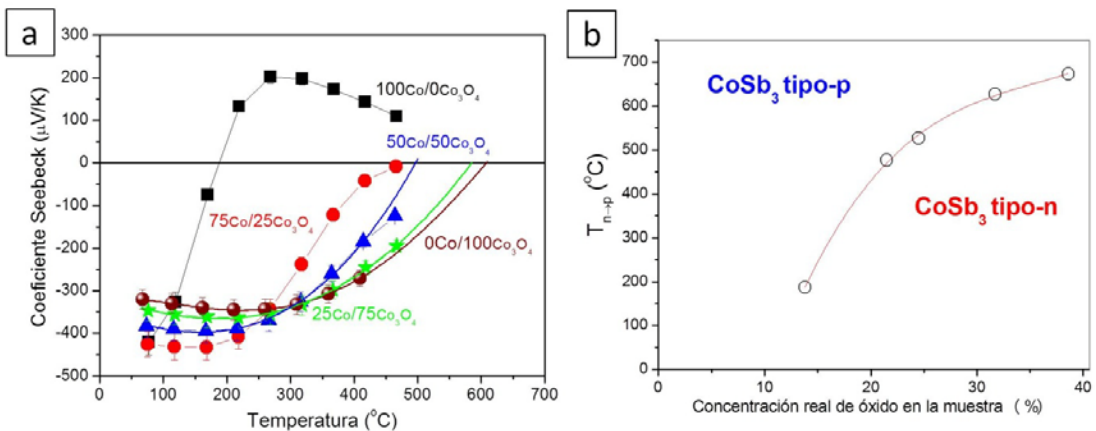 a
300
200
100
0
-100
-200
-300
-400
-500
Coeficiente Seebeck (µV/K)
100Co/0Co₃O₄
50Co/50Co₃O₄
75Co/25Co₃O₄
0Co/100Co₃O₄
25Co/75Co₃O₄
0 100 200 300 400 500 600 700
Temperatura (°C)
b
700
600
500
400
300
200
100
0
T n→p (°C)
CoSb₃ tipo-p
CoSb₃ tipo-n
0 10 20 30 40
Concentración real de óxido en la muestra ( %)